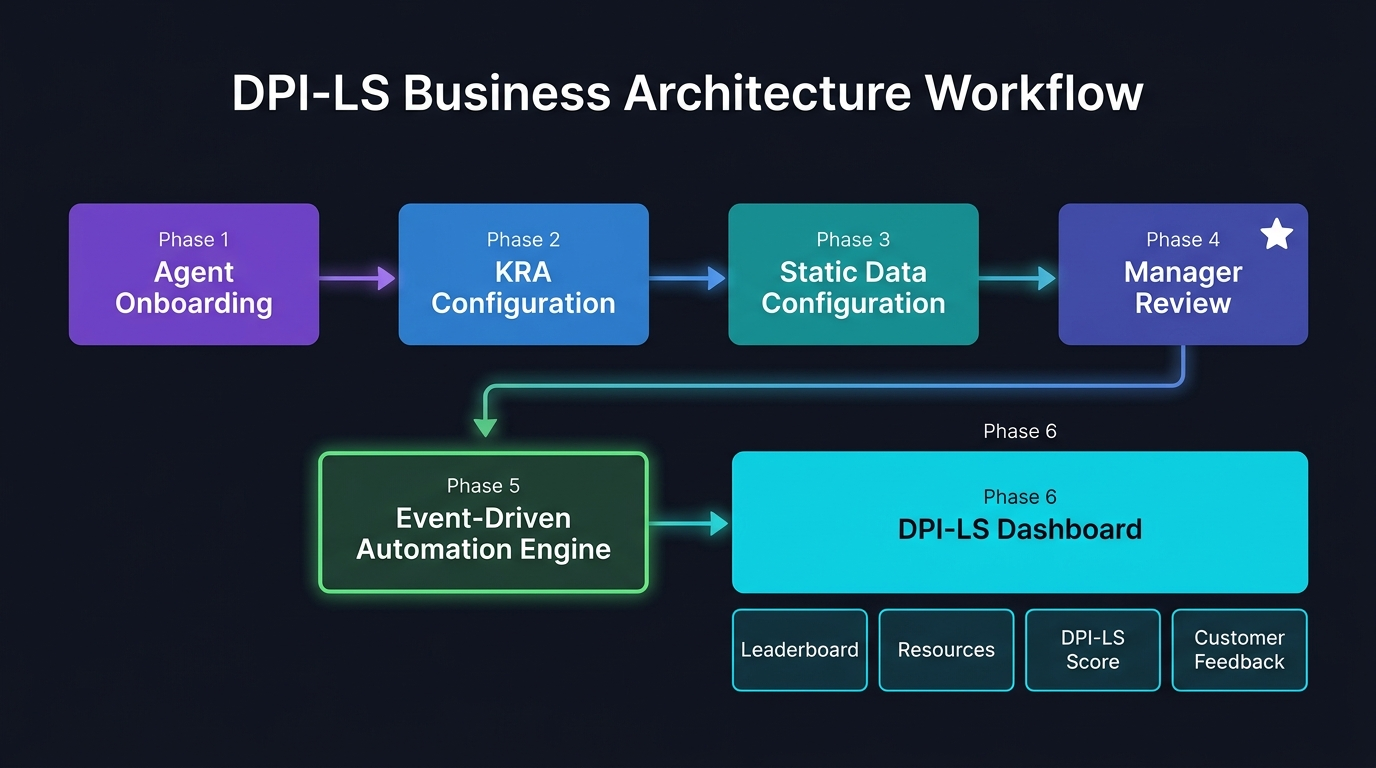 DPI-LS Business Architecture Workflow
Phase 1
Agent
Onboarding
Phase 2
KRA
Configuration
Phase 3
Static Data
Configuration
Phase 4
Manager
Review
Phase 5
Event-Driven
Automation Engine
Phase 6
Phase 6
DPI-LS Dashboard
Leaderboard
Resources
DPI-LS
Score
Customer
Feedback